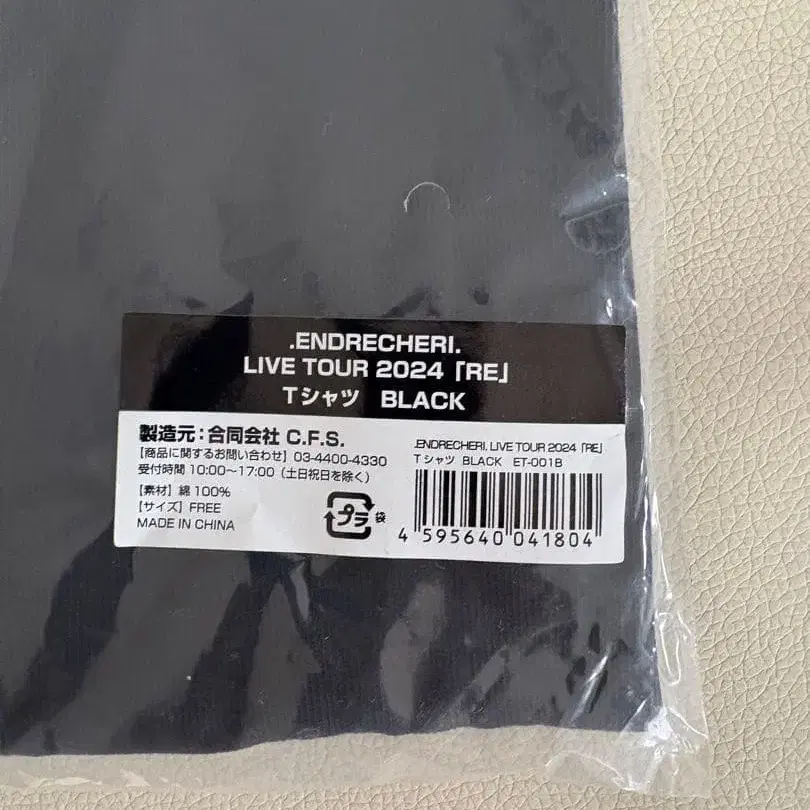 .ENDRECHERI.
LIVE TOUR 2024「RE」
Tシャツ BLACK
製造元:合同会社 C.F.S.
【商品に関するお問い合わせ】03-4400-4330
受付時間 10:00〜17:00(土日祝日を除く)
【素材】綿100%
【サイズ】FREE
MADE IN CHINA
プラ 袋
.ENDRECHERI. LIVE TOUR 2024「RE」
Tシャツ BLACK ET-001B
4 595640 041804